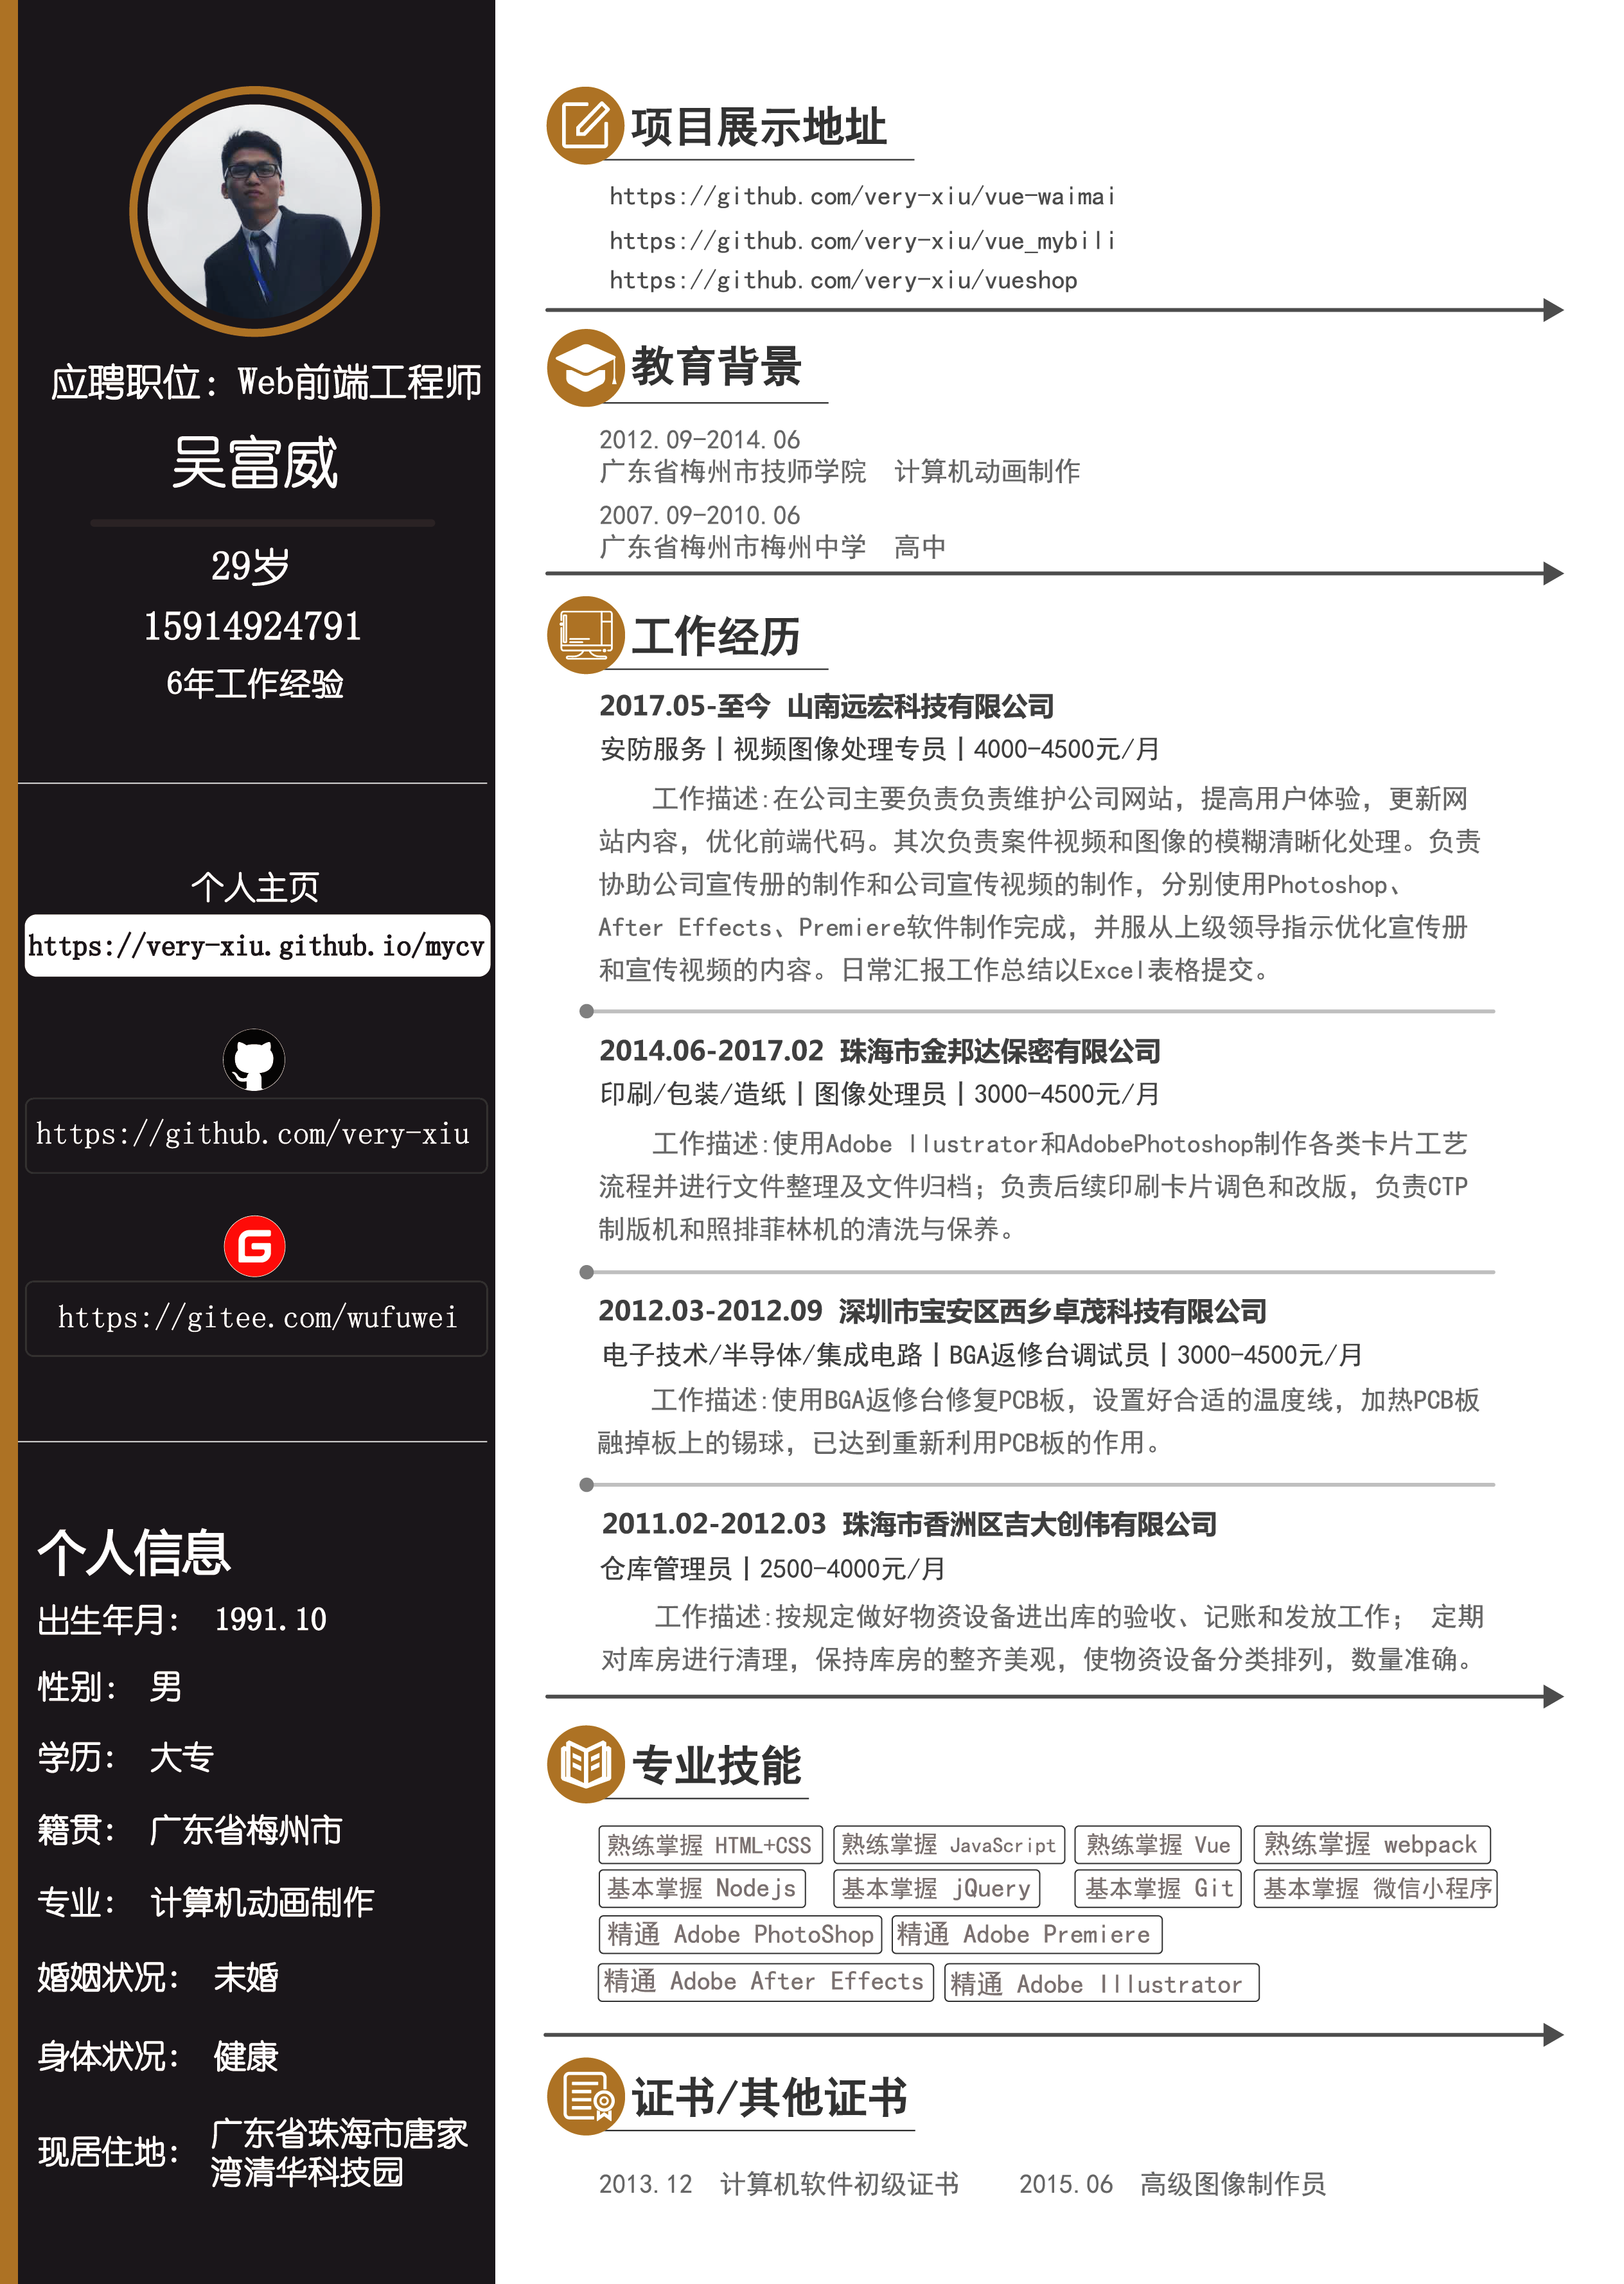 应聘职位：Web前端工程师
吴富威
29岁
15914924791
6年工作经验
个人主页
https://very-xiu.github.io/mycv
https://github.com/very-xiu
G
https://gitee.com/wufuwei
个人信息
出生年月： 1991.10
性别： 男
学历： 大专
籍贯： 广东省梅州市
专业： 计算机动画制作
婚姻状况： 未婚
身体状况： 健康
现居住地： 广东省珠海市唐家
湾清华科技园
项目展示地址
https://github.com/very-xiu/vue-waimai
https://github.com/very-xiu/vue_mybili
https://github.com/very-xiu/vueshop
教育背景
2012.09-2014.06
广东省梅州市技师学院 计算机动画制作
2007.09-2010.06
广东省梅州市梅州中学 高中
工作经历
2017.05-至今 山南远宏科技有限公司
安防服务|视频图像处理专员|4000-4500元/月
工作描述:在公司主要负责负责维护公司网站，提高用户体验，更新网
站内容，优化前端代码。其次负责案件视频和图像的模糊清晰化处理。负责
协助公司宣传册的制作和公司宣传视频的制作，分别使用Photoshop、
After Effects、Premiere软件制作完成，并服从上级领导指示优化宣传册
和宣传视频的内容。日常汇报工作总结以Excel表格提交。
2014.06-2017.02 珠海市金邦达保密有限公司
印刷/包装/造纸|图像处理员|3000-4500元/月
工作描述:使用Adobe Ilustrator和AdobePhotoshop制作各类卡片工艺
流程并进行文件整理及文件归档；负责后续印刷卡片调色和改版，负责CTP
制版机和照排菲林机的清洗与保养。
2012.03-2012.09 深圳市宝安区西乡卓茂科技有限公司
电子技术/半导体/集成电路|BGA返修台调试员|3000-4500元/月
工作描述:使用BGA返修台修复PCB板，设置好合适的温度线，加热PCB板
融掉板上的锡球，已达到重新利用PCB板的作用。
2011.02-2012.03 珠海市香洲区吉大创伟有限公司
仓库管理员|2500-4000元/月
工作描述:按规定做好物资设备进出库的验收、记账和发放工作； 定期
对库房进行清理，保持库房的整齐美观，使物资设备分类排列，数量准确。
专业技能
熟练掌握 HTML+CSS 熟练掌握 JavaScript 熟练掌握 Vue 熟练掌握 webpack
基本掌握 Nodejs 基本掌握 jQuery 基本掌握 Git 基本掌握 微信小程序
精通 Adobe PhotoShop 精通 Adobe Premiere
精通 Adobe After Effects 精通 Adobe Illustrator
证书/其他证书
2013.12 计算机软件初级证书 2015.06 高级图像制作员